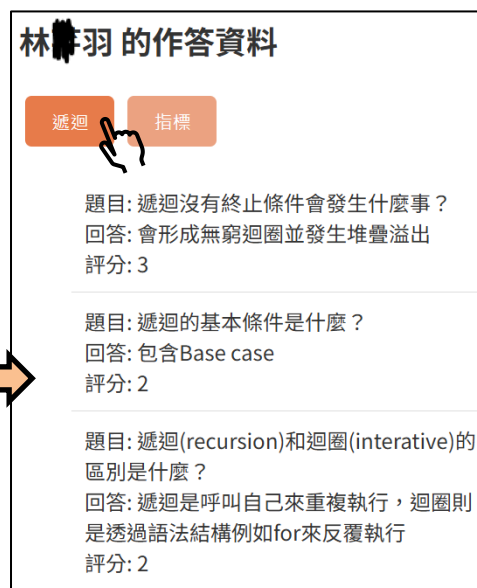 林羽 的作答資料
遞迴 指標
題目: 遞迴沒有終止條件會發生什麼事？
回答: 會形成無窮迴圈並發生堆疊溢出
評分: 3
題目: 遞迴的基本條件是什麼？
回答: 包含Base case
評分: 2
題目: 遞迴(recursion)和迴圈(interative)的
區別是什麼？
回答: 遞迴是呼叫自己來重複執行，迴圈則
是透過語法結構例如for來反覆執行
評分: 2